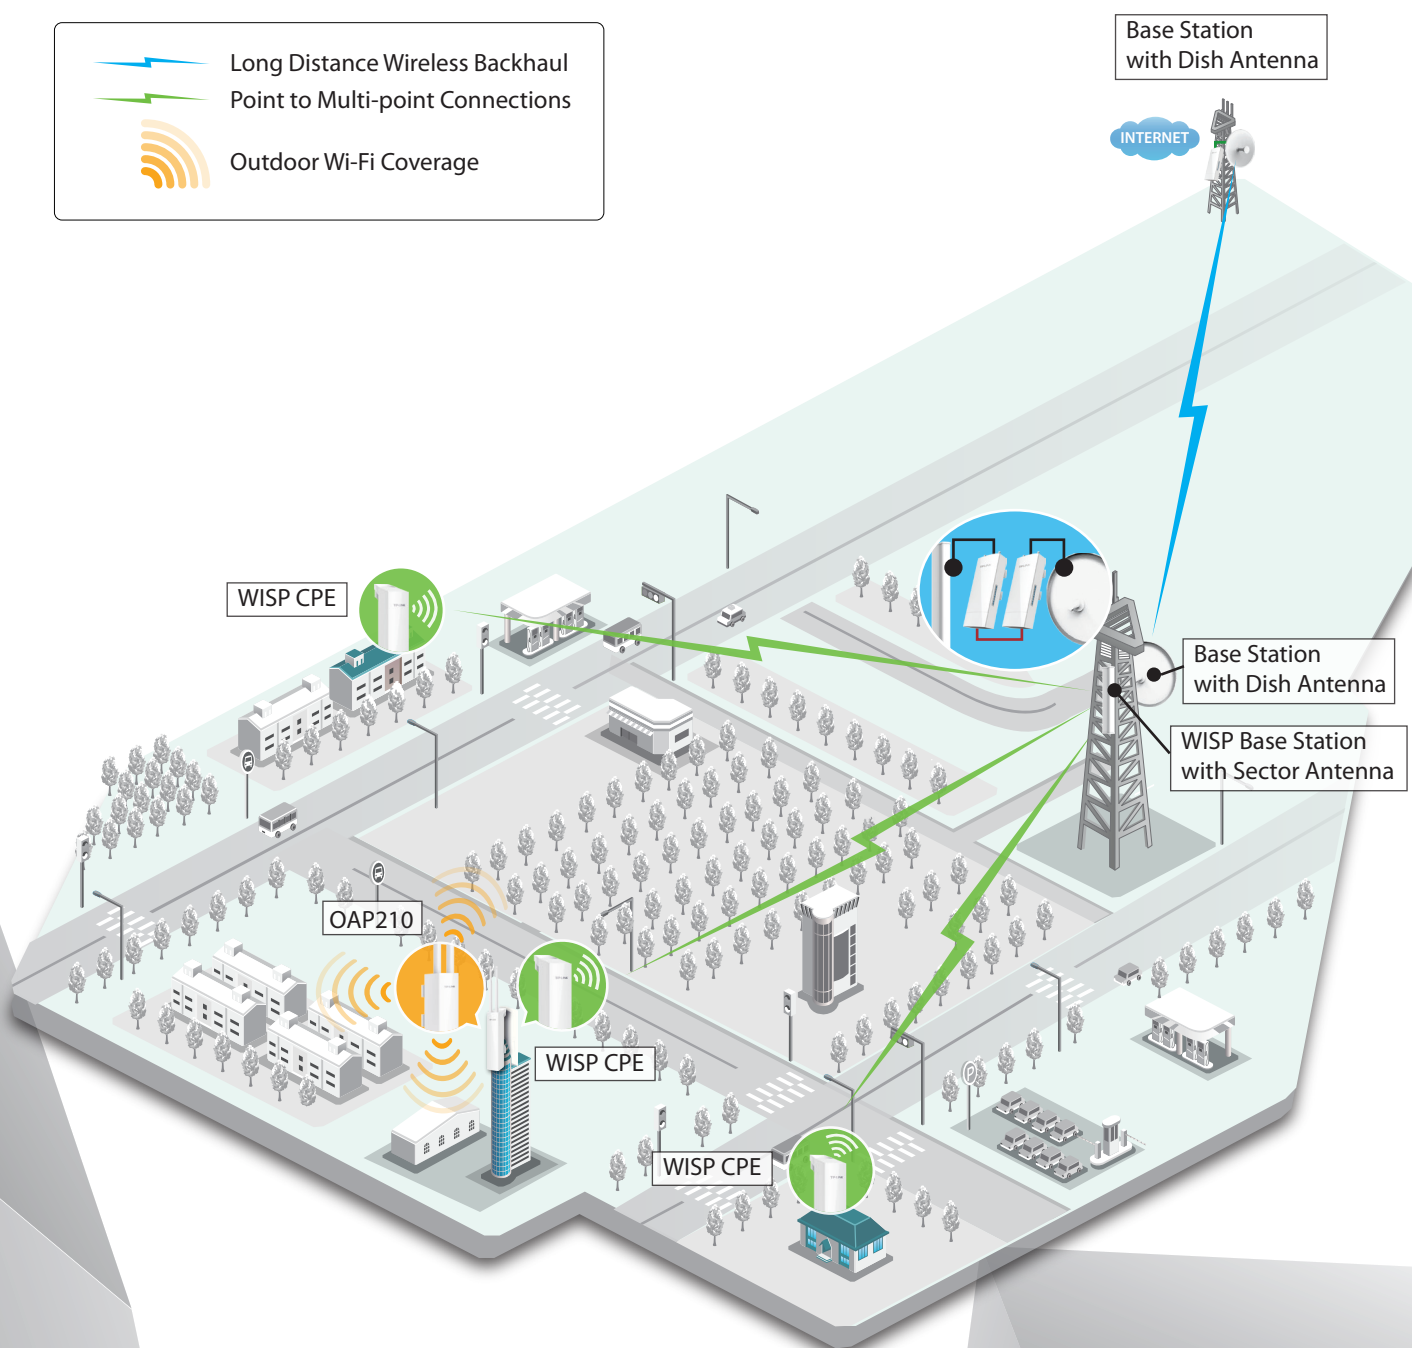 Long Distance Wireless Backhaul
Point to Multi-point Connections
Outdoor Wi-Fi Coverage
Base Station
with Dish Antenna
INTERNET
WISP CPE
Base Station
with Dish Antenna
WISP Base Station
with Sector Antenna
OAP210
WISP CPE
P
WISP CPE